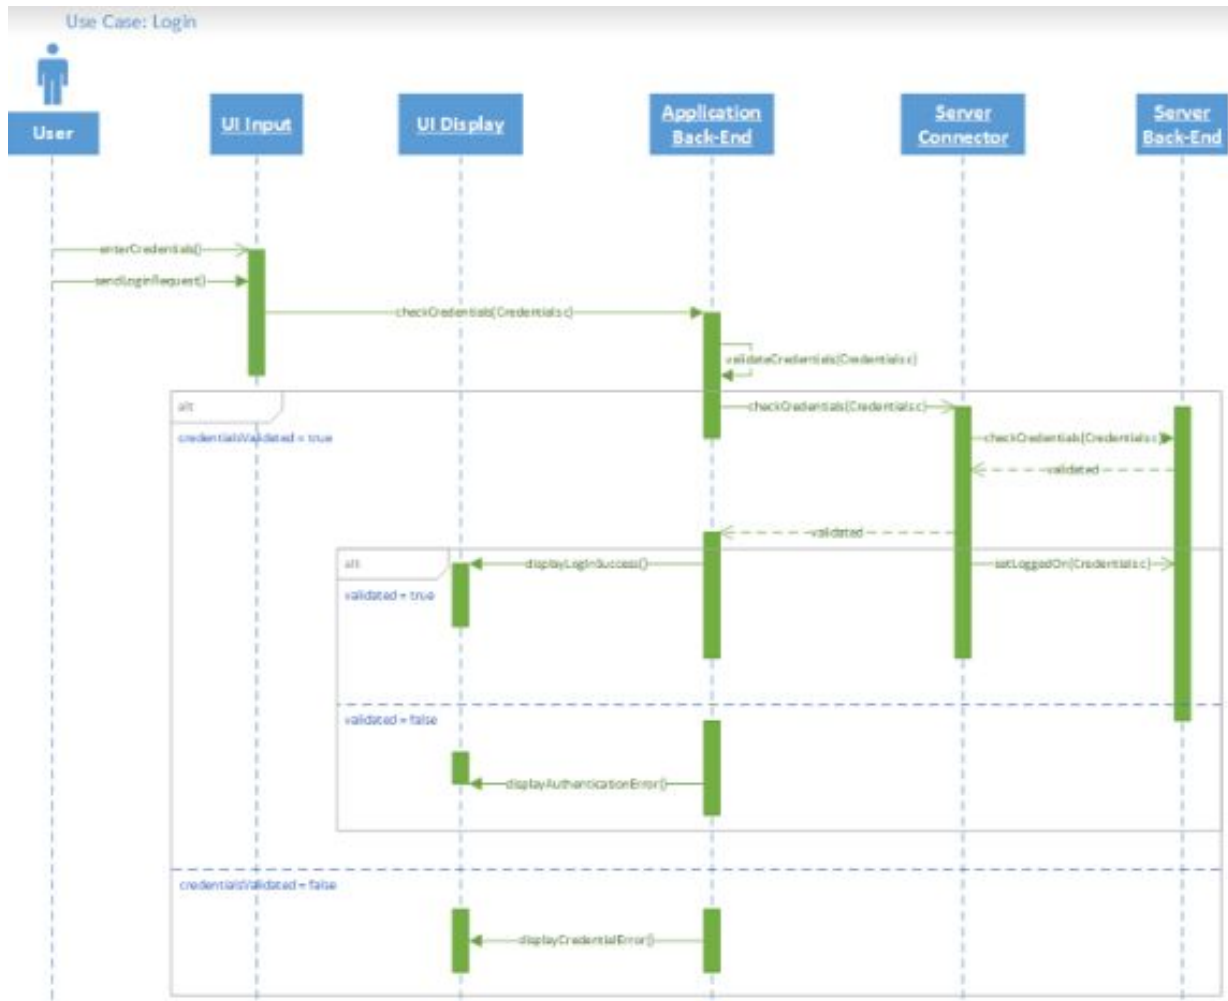 Use Case: Login
User
UI Input
UI Display
Application
Back-End
Server
Connector
Server
Back-End
enterCredentials()
sendLoginRequest()
checkCredentials(Credentials c)
validateCredentials(Credentials c)
alt
checkCredentials(Credentials c)
credentialsValidated = true
checkCredentials(Credentials c)
validated
validated
alt
displayLogInSuccess()
setLoggedOn(Credentials c)
validated = true
validated = false
displayAuthenticationError()
credentialsValidated = false
displayCredentialError()